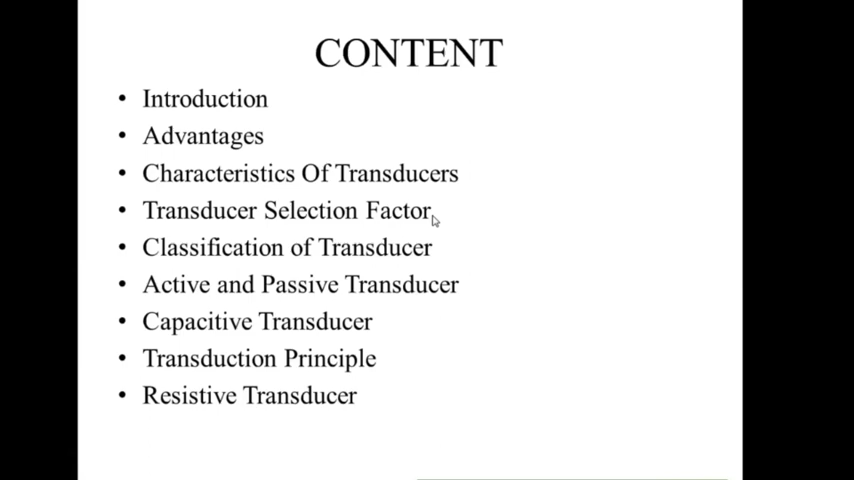 CONTENT
• Introduction
• Advantages
• Characteristics Of Transducers
• Transducer Selection Factor
• Classification of Transducer
• Active and Passive Transducer
• Capacitive Transducer
• Transduction Principle
• Resistive Transducer